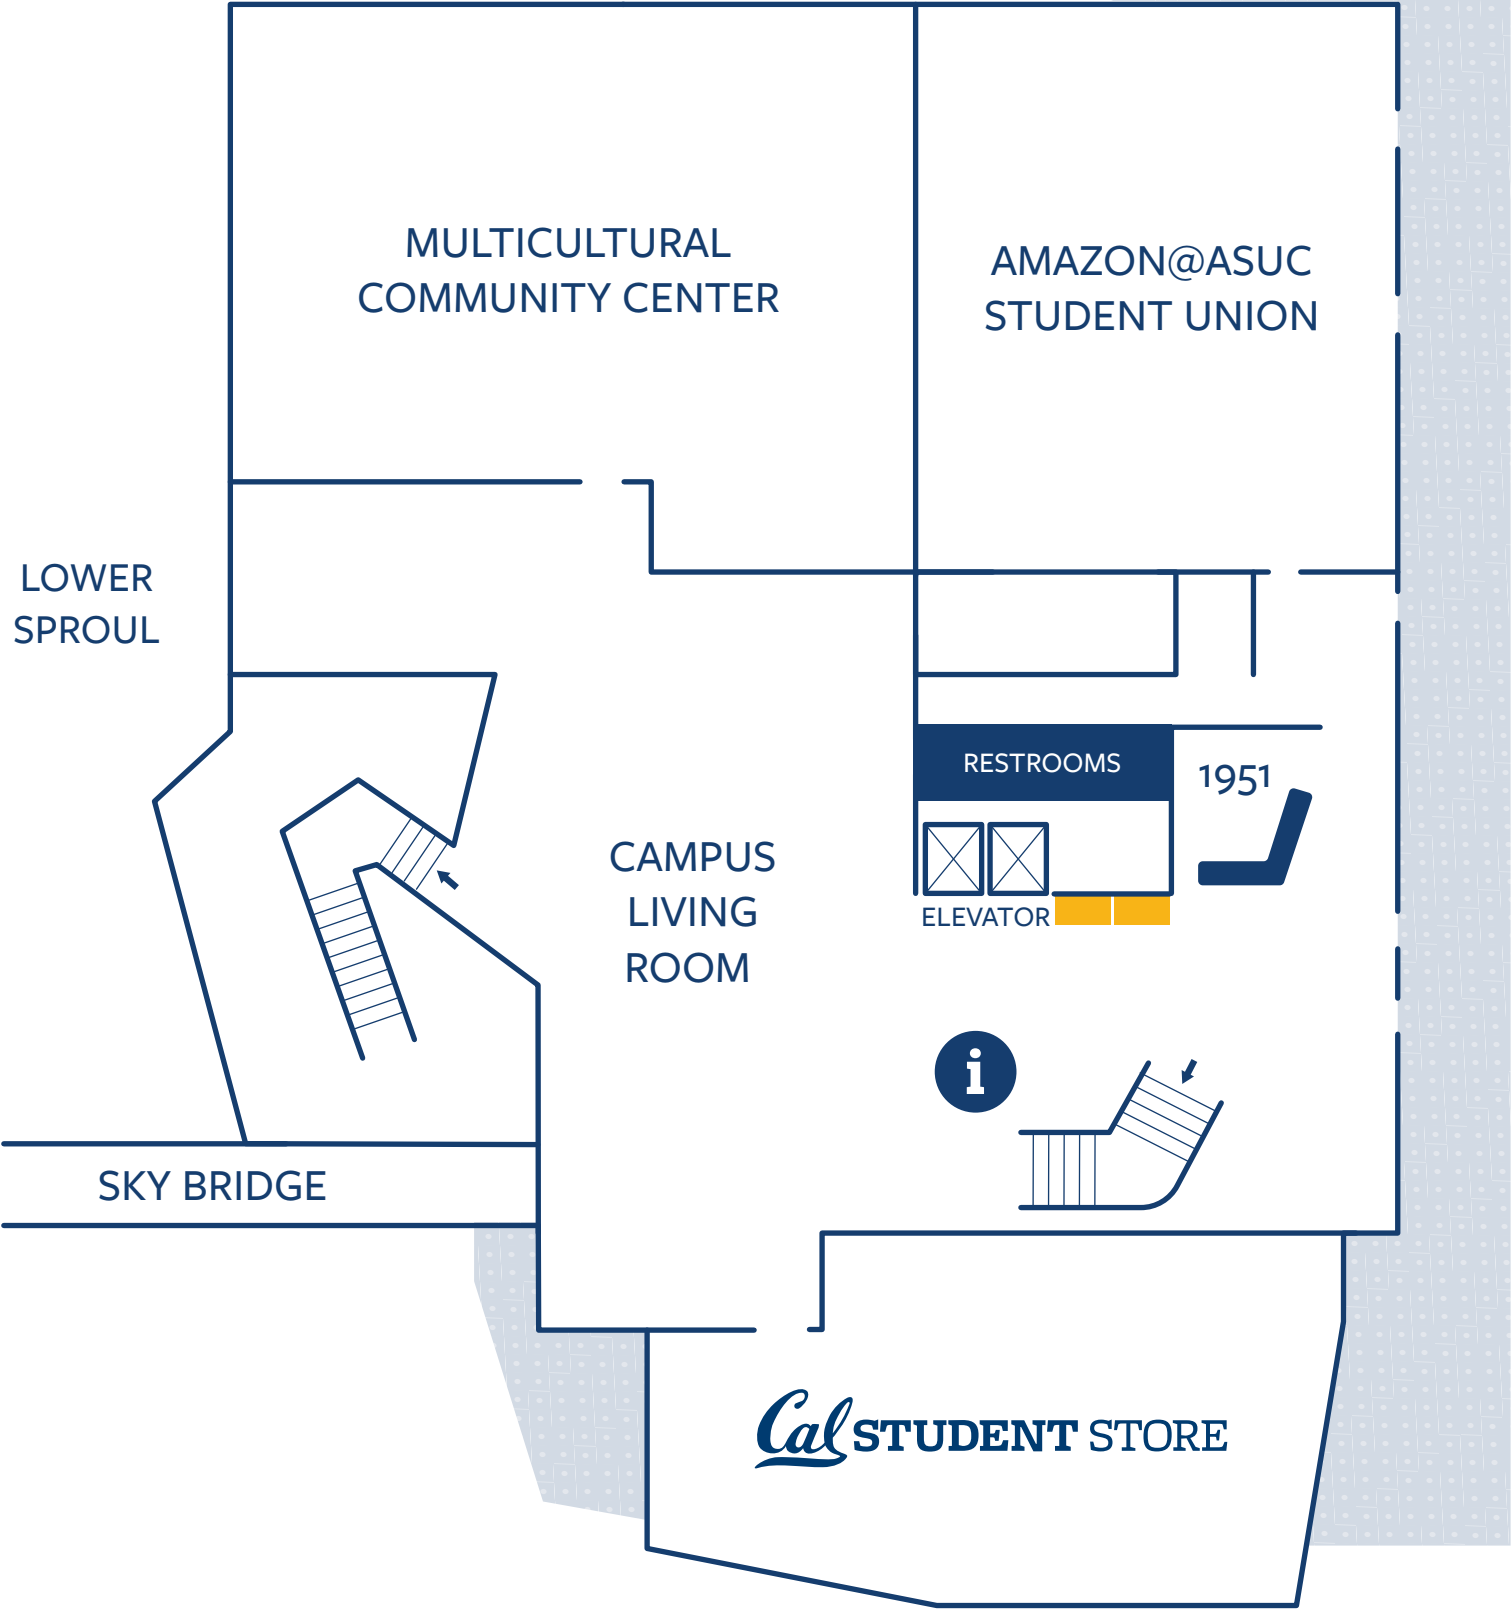 MULTICULTURAL
COMMUNITY CENTER
AMAZON@ASUC
STUDENT UNION
LOWER
SPROUL
RESTROOMS
1951
CAMPUS
LIVING
ROOM
ELEVATOR
i
SKY BRIDGE
Cal STUDENT STORE